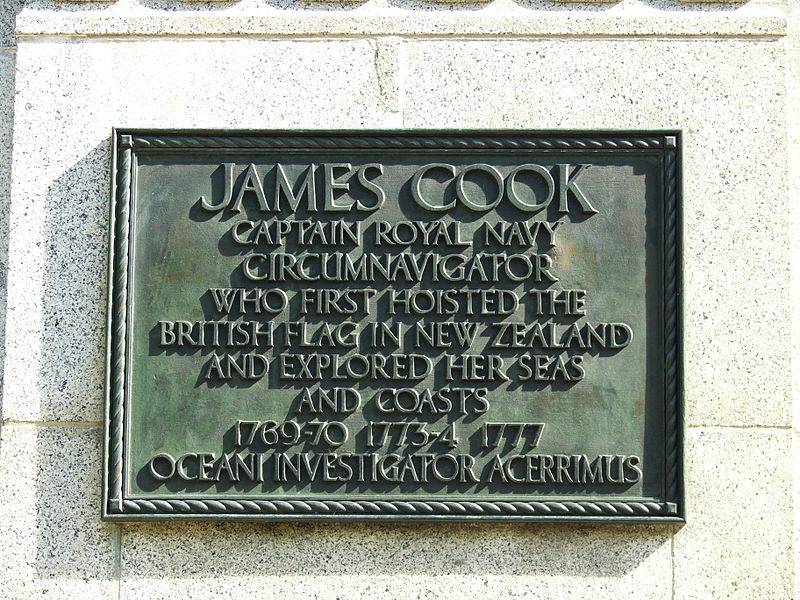 JAMES COOK
CAPTAIN ROYAL NAVY
CIRCUMNAVIGATOR
WHO FIRST HOISTED THE
BRITISH FLAG IN NEW ZEALAND
AND EXPLORED HER SEAS
AND COASTS
1769-70 1773-4 1777
OCEANI INVESTIGATOR ACERRIMUS